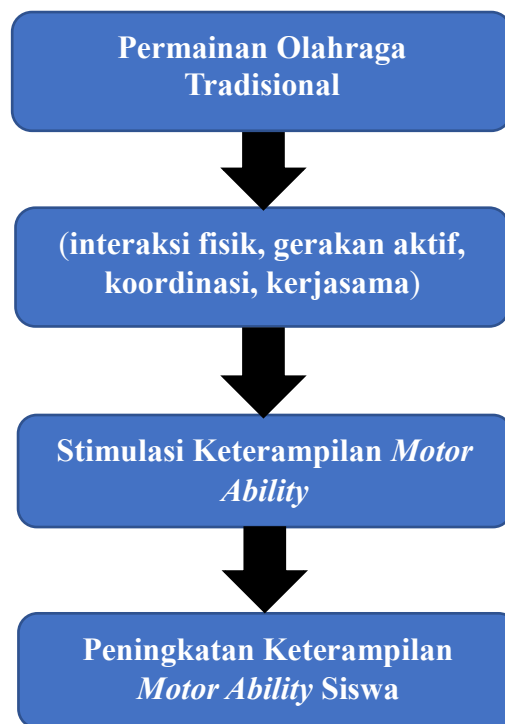 Permainan Olahraga
Tradisional
(interaksi fisik, gerakan aktif,
koordinasi, kerjasama)
Stimulasi Keterampilan Motor
Ability
Peningkatan Keterampilan
Motor Ability Siswa